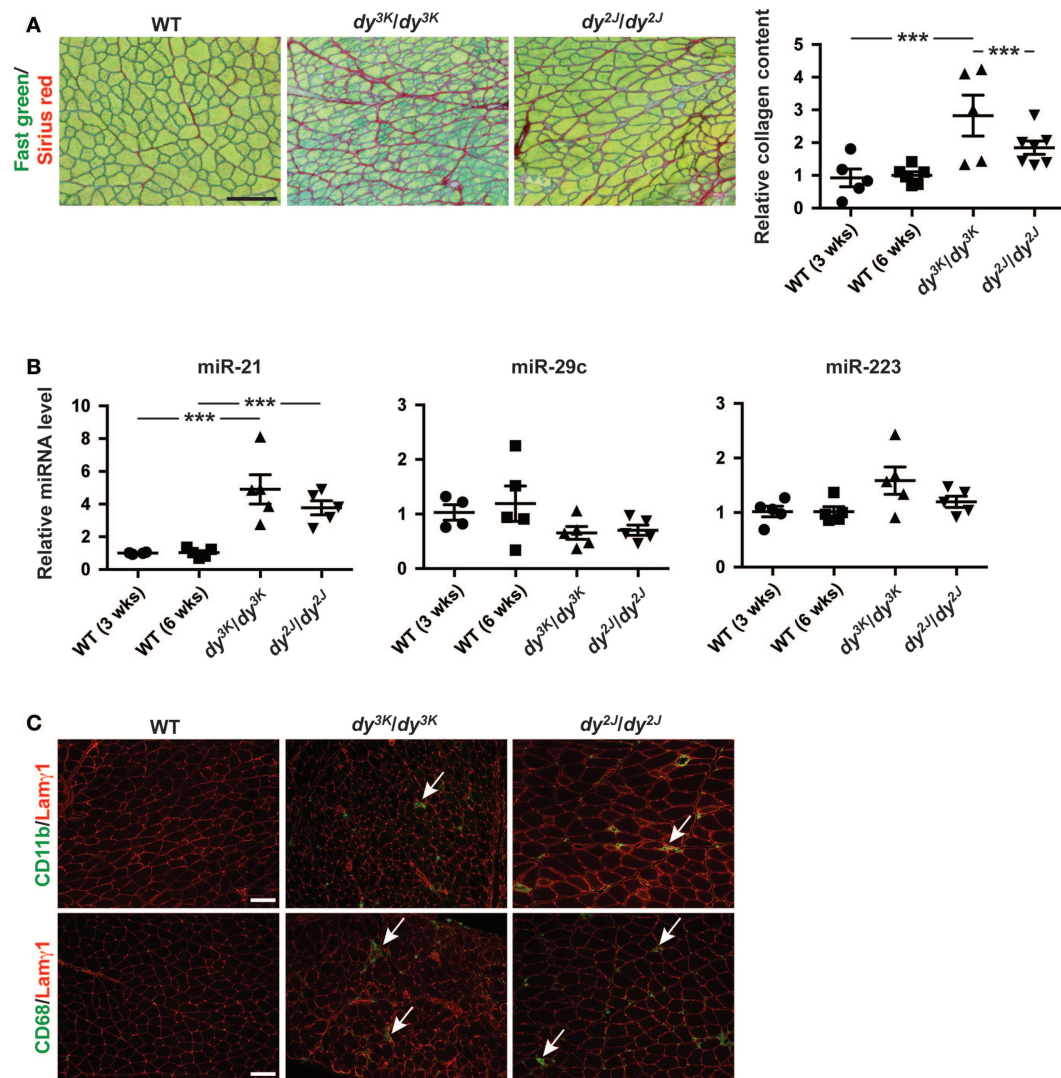 A
WT
dy3K/dy3K
dy2J/dy2J
Fast green/
Sirius red
Relative collagen content
5
4
3
2
1
0
***
***
WT (3 wks)
WT (6 wks)
dy3K/dy3K
dy2J/dy2J
B
miR-21
miR-29c
miR-223
Relative miRNA level
10
8
6
4
2
0
***
***
WT (3 wks)
WT (6 wks)
dy3K/dy3K
dy2J/dy2J
3
2
1
0
WT (3 wks)
WT (6 wks)
dy3K/dy3K
dy2J/dy2J
3
2
1
0
WT (3 wks)
WT (6 wks)
dy3K/dy3K
dy2J/dy2J
C
WT
dy3K/dy3K
dy2J/dy2J
CD11b/Lamγ1
CD68/Lamγ1